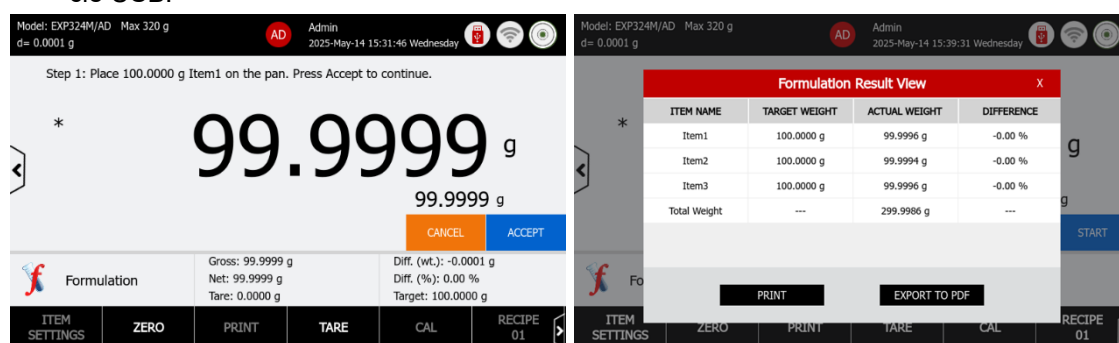 Model: EXP324M/AD Max 320 g
d= 0.0001 g
AD
Admin
2025-May-14 15:31:46 Wednesday
Step 1: Place 100.0000 g Item1 on the pan. Press Accept to continue.
*
99.9999 g
99.9999 g
CANCEL
ACCEPT
Formulation
Gross: 99.9999 g
Net: 99.9999 g
Tare: 0.0000 g
Diff. (wt.): -0.0001 g
Diff. (%): 0.00 %
Target: 100.0000 g
ITEM
SETTINGS
ZERO
PRINT
TARE
CAL
RECIPE
01
Model: EXP324M/AD Max 320 g
d= 0.0001 g
AD
Admin
2025-May-14 15:39:31 Wednesday
Formulation Result View X
ITEM NAME TARGET WEIGHT ACTUAL WEIGHT DIFFERENCE
Item1 100.0000 g 99.9996 g -0.00 %
Item2 100.0000 g 99.9994 g -0.00 %
Item3 100.0000 g 99.9996 g -0.00 %
Total Weight --- 299.9986 g ---
*
g
g
START
Fo
PRINT
EXPORT TO PDF
ITEM
SETTINGS
ZERO
PRINT
TARE
CAL
RECIPE
01